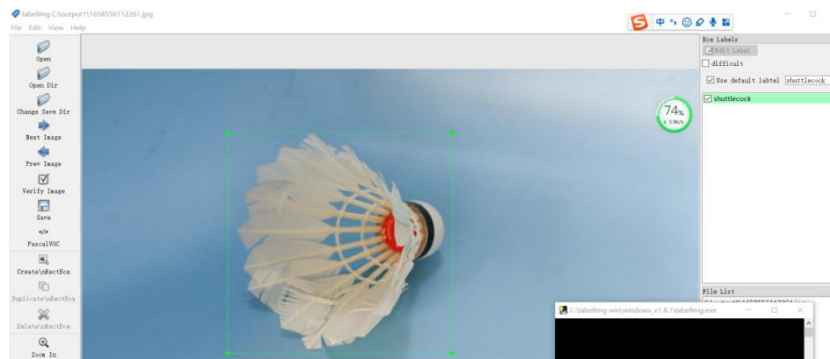 labelImg C:\output1\1658556112261.jpg
File Edit View Help
Open
Open Dir
Change Save Dir
Next Image
Prev Image
Verify Image
Save
</>
PascalVOC
Create\nRectBox
Duplicate\nRectBox
Delete\nRectBox
Zoom In
中
74%
Box Labels
Edit Label
difficult
Use default label shuttlecock
shuttlecock
File List
C:\labelImg-win\windows_v1.8.1\labelImg.exe